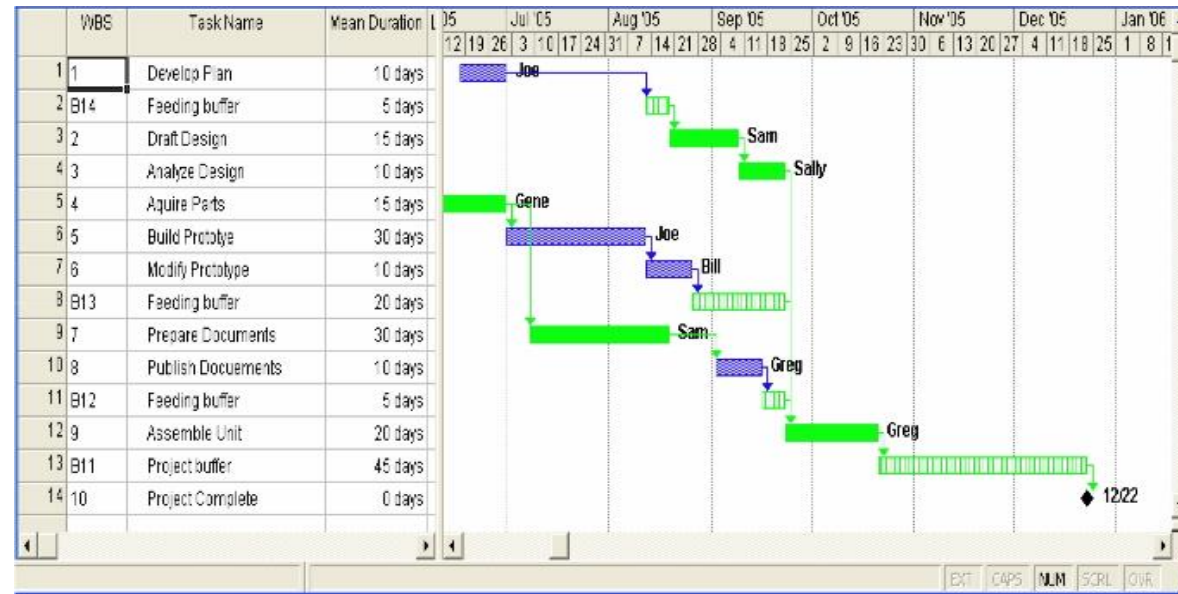 WBS Task Name Mean Duration L 05 Jul '05 Aug '05 Sep '05 Oct '05 Nov '05 Dec '05 Jan '06
12 19 26 3 10 17 24 31 7 14 21 28 4 11 18 25 2 9 16 23 30 6 13 20 27 4 11 18 25 1 8 1
1 1 Develop Plan 10 days Joe
2 B14 Feeding buffer 5 days
3 2 Draft Design 15 days Sam
4 3 Analyze Design 10 days Sally
5 4 Aquire Parts 15 days Gene
6 5 Build Prototye 30 days Joe
7 6 Modify Prototype 10 days Bill
8 B13 Feeding buffer 20 days
9 7 Prepare Documents 30 days Sam
10 8 Publish Docuements 10 days Greg
11 B12 Feeding buffer 5 days
12 9 Assemble Unit 20 days Greg
13 B11 Project buffer 45 days
14 10 Project Complete 0 days 12/22
EXT CAPS NUM SCRL OVR